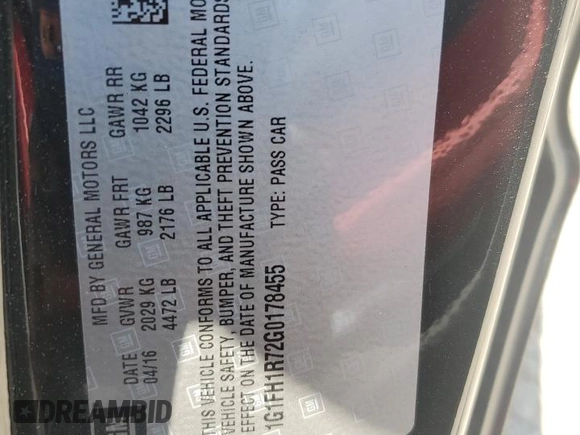 MFD BY GENERAL MOTORS LLC
DATE GVWR GAWR FRT GAWR RR
04/16 2029 KG 987 KG 1042 KG
4472 LB 2176 LB 2296 LB
THIS VEHICLE CONFORMS TO ALL APPLICABLE U.S. FEDERAL MO
VEHICLE SAFETY, BUMPER, AND THEFT PREVENTION STANDARDS
EFFECT ON THE DATE OF MANUFACTURE SHOWN ABOVE.
1G1FH1R72G0178455 TYPE: PASS CAR
GM
DREAMBID